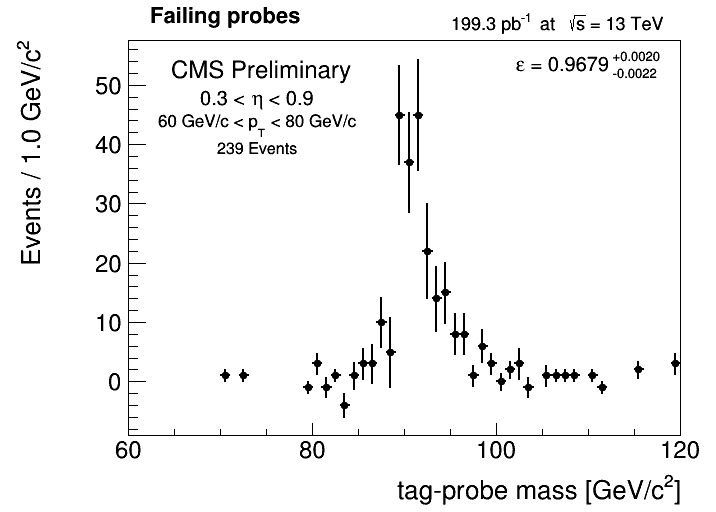 Failing probes
199.3 pb⁻¹ at √s = 13 TeV
CMS Preliminary
0.3 < η < 0.9
60 GeV/c < p_T < 80 GeV/c
239 Events
ε = 0.9679 +0.0020 -0.0022
Events / 1.0 GeV/c²
50
40
30
20
10
0
60 80 100 120
tag-probe mass [GeV/c²]